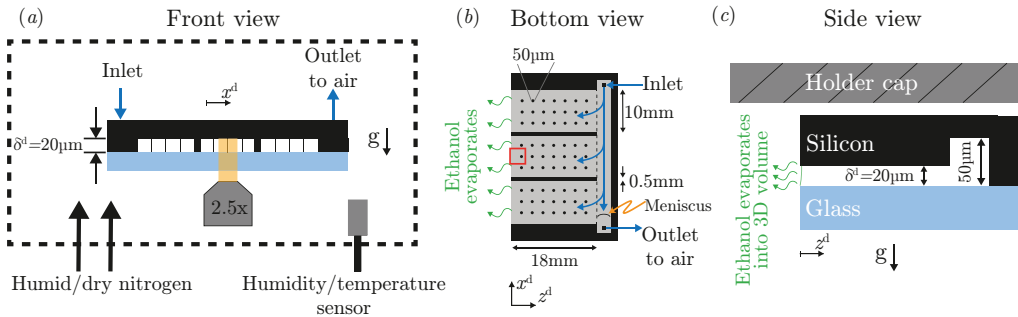 (a)
Front view
Inlet
Outlet
to air
x^d
δ^d=20µm
g
2.5x
Humid/dry nitrogen
Humidity/temperature
sensor
(b)
Bottom view
50µm
Inlet
10mm
Ethanol
evaporates
0.5mm
Meniscus
Outlet
to air
18mm
x^d
z^d
(c)
Side view
Holder cap
Silicon
50µm
δ^d=20µm
Glass
Ethanol evaporates
into 3D volume
z^d
g